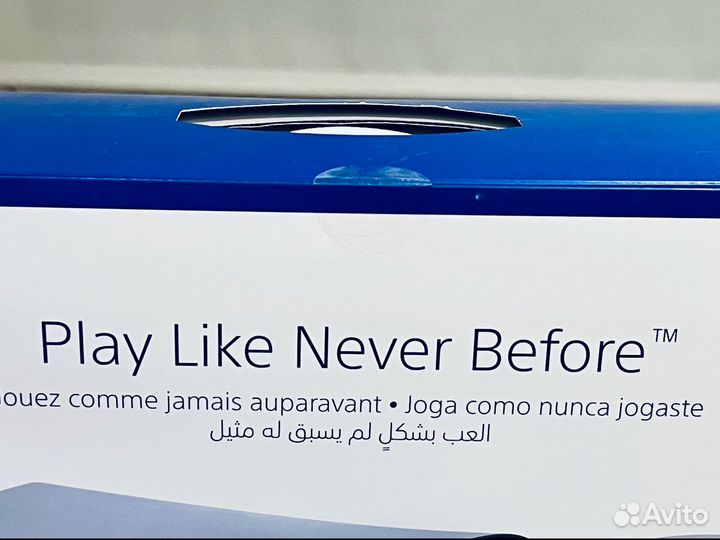 Play Like Never Before™
ouez comme jamais auparavant • Joga como nunca jogaste
العب بشكلٍ لم يسبق له مثيل
Avito